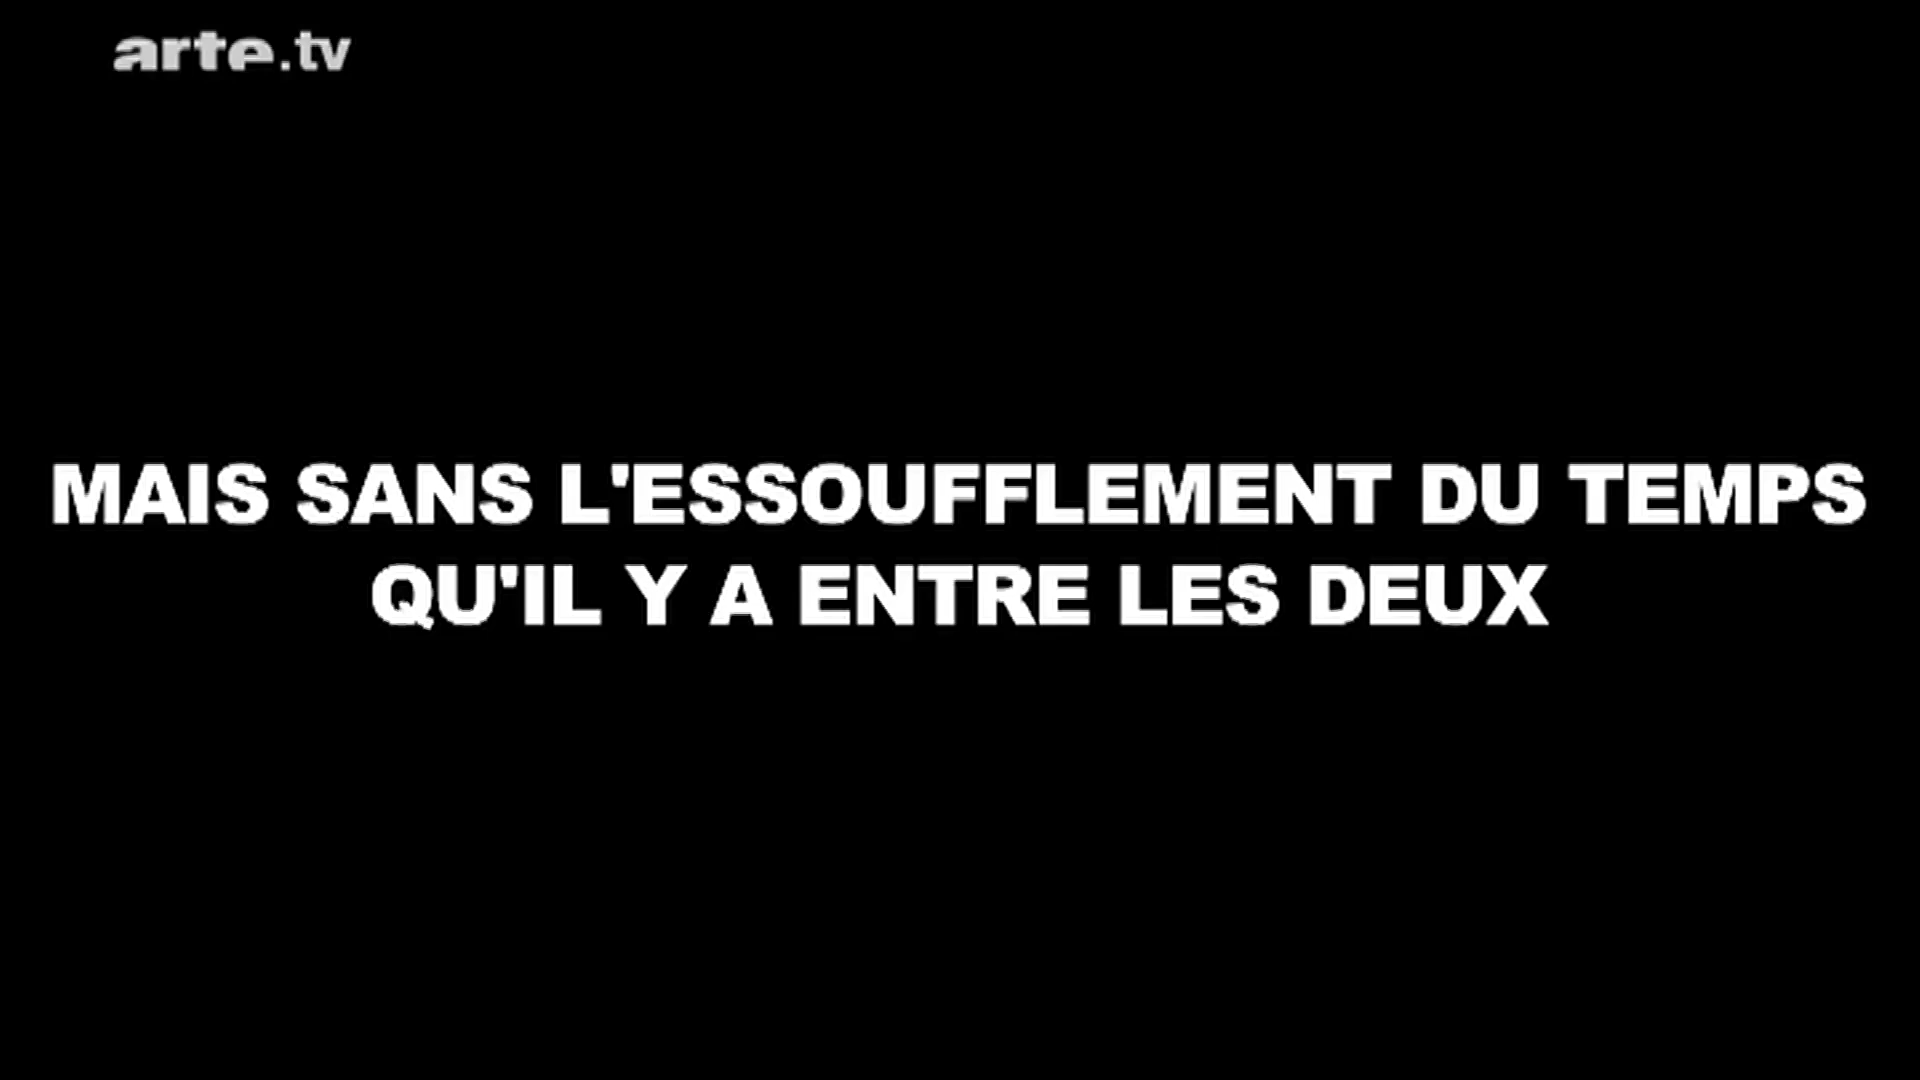 arte.tv
MAIS SANS L'ESSOUFFLEMENT DU TEMPS
QU'IL Y A ENTRE LES DEUX